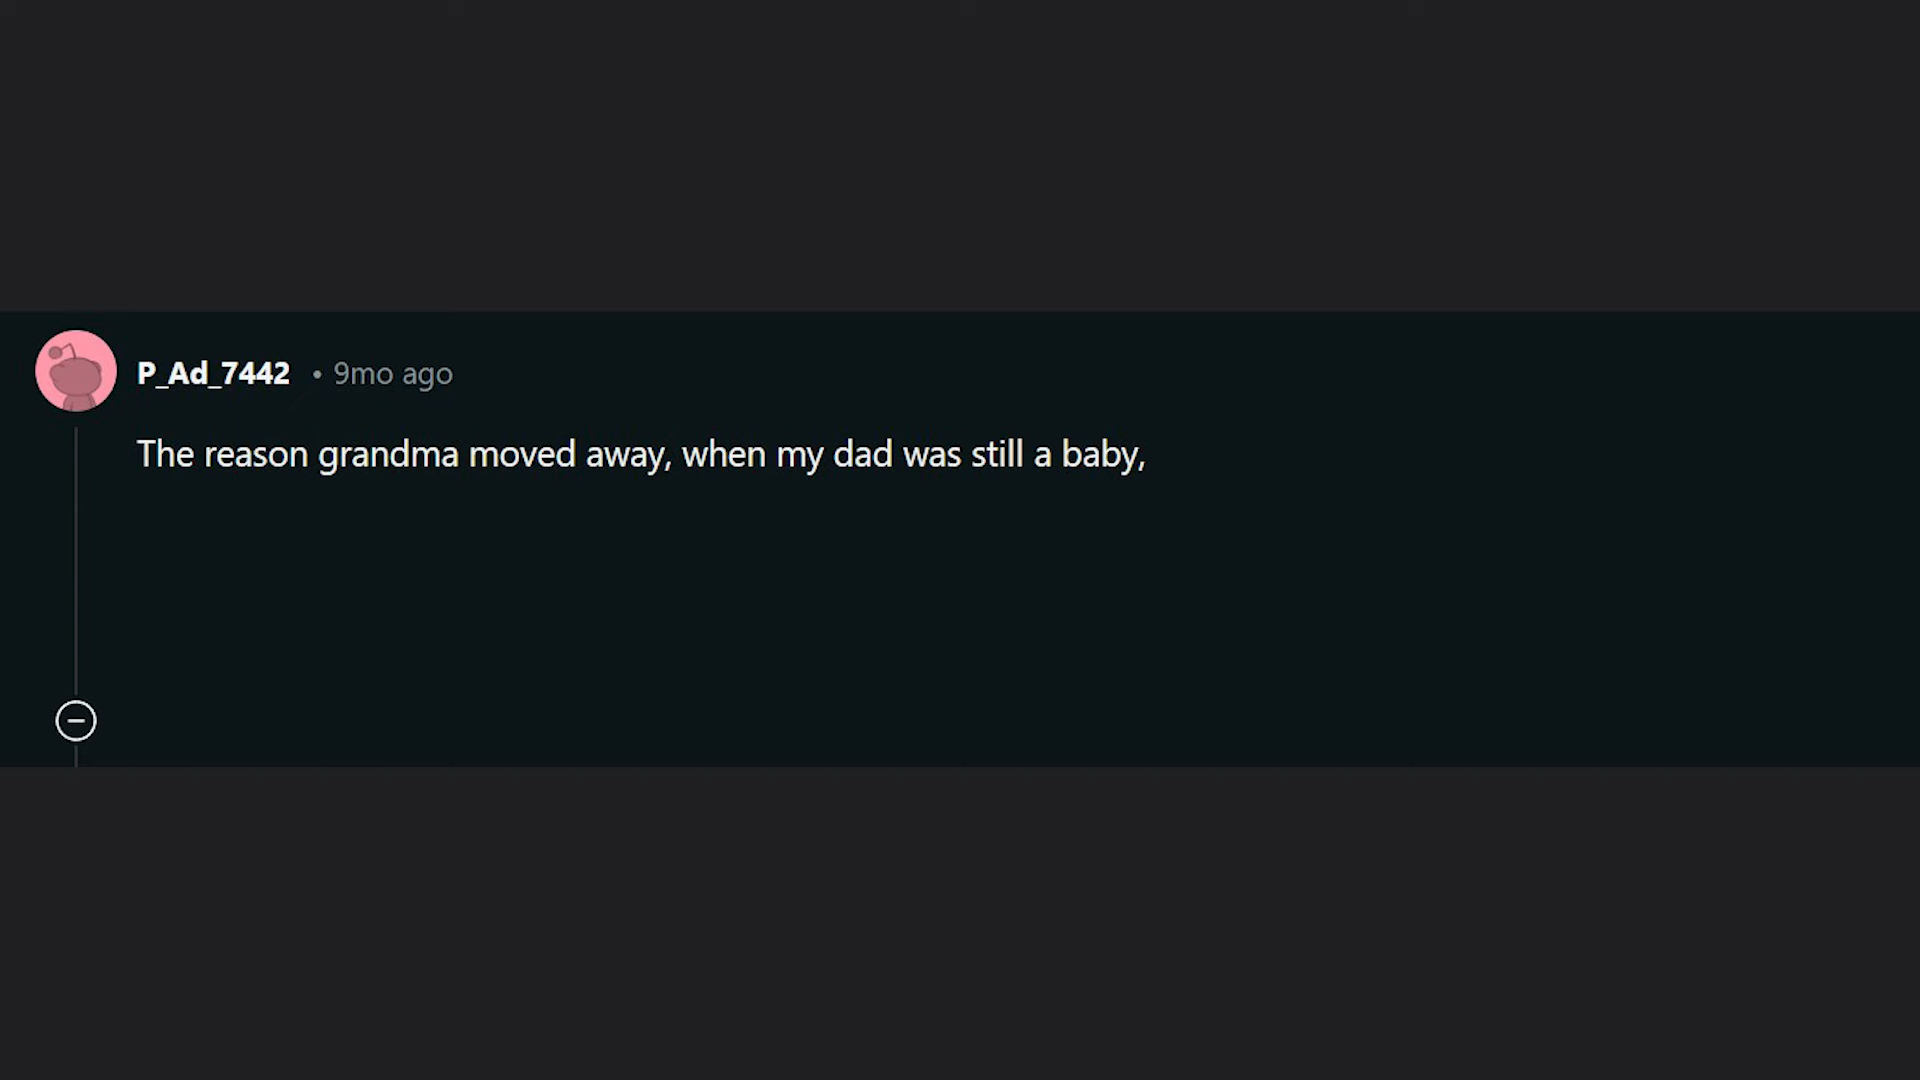 P_Ad_7442 • 9mo ago
The reason grandma moved away, when my dad was still a baby,